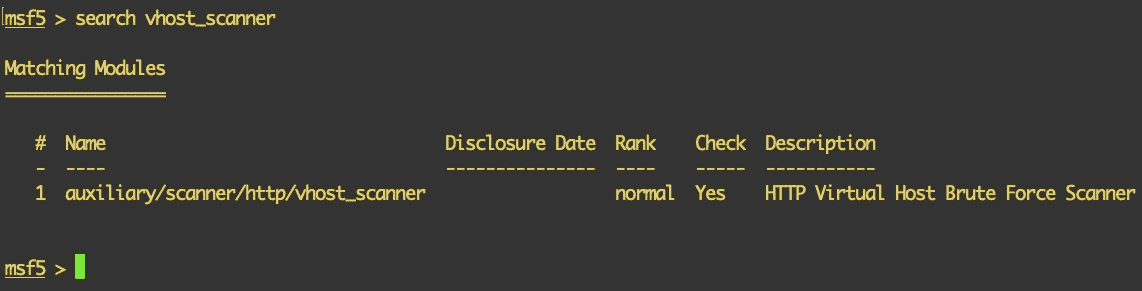 msf5 > search vhost_scanner
Matching Modules
================
#  Name                                    Disclosure Date  Rank    Check  Description
-  ----                                    ---------------  ----    -----  -----------
1  auxiliary/scanner/http/vhost_scanner                     normal  Yes    HTTP Virtual Host Brute Force Scanner
msf5 >